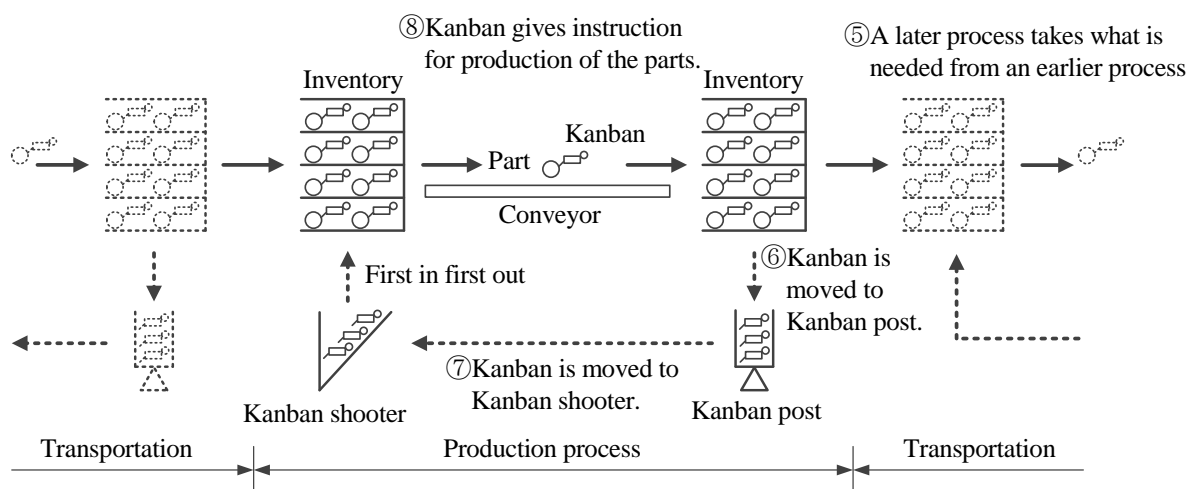 ⑧Kanban gives instruction
for production of the parts.
⑤A later process takes what is
needed from an earlier process
Inventory
Inventory
Kanban
Part
Conveyor
First in first out
⑥Kanban is
moved to
Kanban post.
⑦Kanban is moved to
Kanban shooter.
Kanban shooter
Kanban post
Transportation
Production process
Transportation